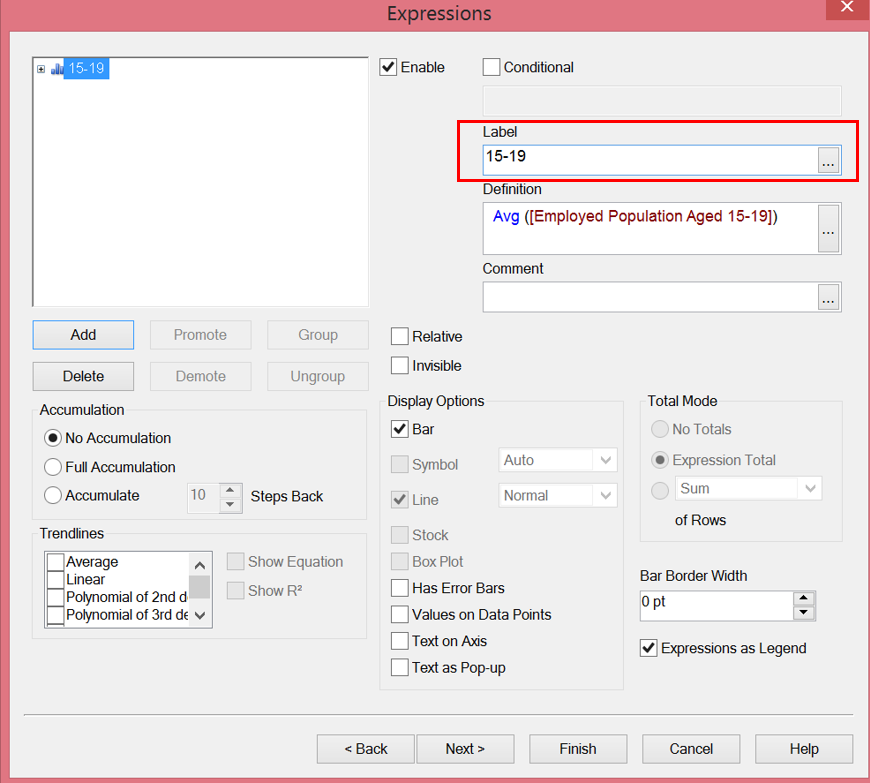 Expressions
15-19
Enable
Conditional
Label
15-19
...
Definition
Avg ([Employed Population Aged 15-19])
...
Comment
...
Add
Promote
Group
Delete
Demote
Ungroup
Relative
Invisible
Accumulation
No Accumulation
Full Accumulation
Accumulate
10
Steps Back
Trendlines
Average
Linear
Polynomial of 2nd d
Polynomial of 3rd de
Show Equation
Show R²
Display Options
Bar
Symbol
Auto
Line
Normal
Stock
Box Plot
Has Error Bars
Values on Data Points
Text on Axis
Text as Pop-up
Total Mode
No Totals
Expression Total
Sum
of Rows
Bar Border Width
0 pt
Expressions as Legend
< Back
Next >
Finish
Cancel
Help